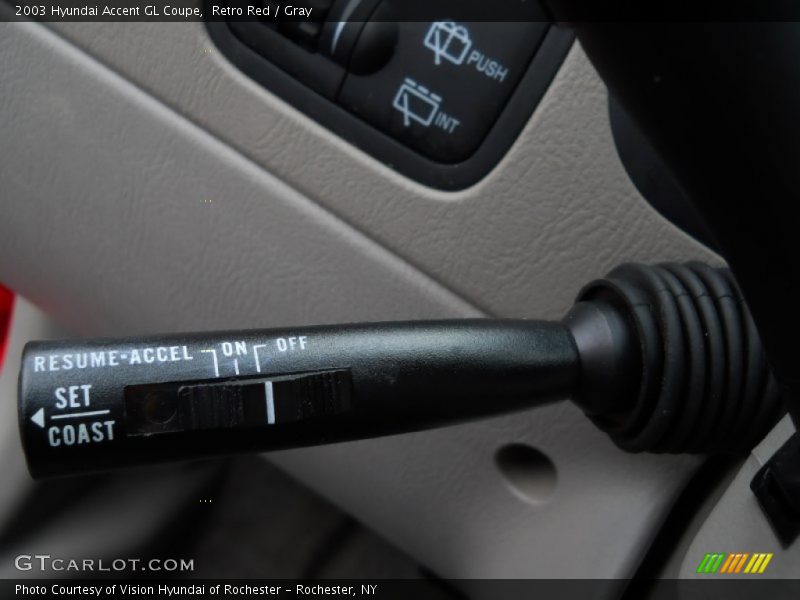 2003 Hyundai Accent GL Coupe,  Retro Red / Gray
PUSH
INT
RESUME-ACCEL ON OFF
SET
COAST
GTCARLOT.COM
Photo Courtesy of Vision Hyundai of Rochester – Rochester, NY